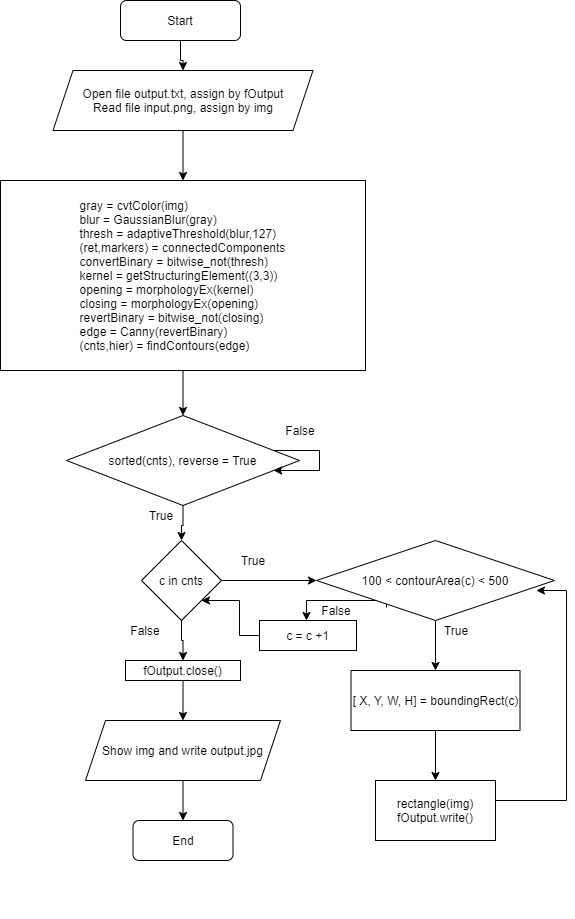 Start
Open file output.txt, assign by fOutput
Read file input.png, assign by img
gray = cvtColor(img)
blur = GaussianBlur(gray)
thresh = adaptiveThreshold(blur,127)
(ret,markers) = connectedComponents
convertBinary = bitwise_not(thresh)
kernel = getStructuringElement((3,3))
opening = morphologyEx(kernel)
closing = morphologyEx(opening)
revertBinary = bitwise_not(closing)
edge = Canny(revertBinary)
(cnts,hier) = findContours(edge)
False
sorted(cnts), reverse = True
True
True
c in cnts
100 < contourArea(c) < 500
False
False
c = c +1
True
fOutput.close()
[ X, Y, W, H] = boundingRect(c)
Show img and write output.jpg
rectangle(img)
fOutput.write()
End